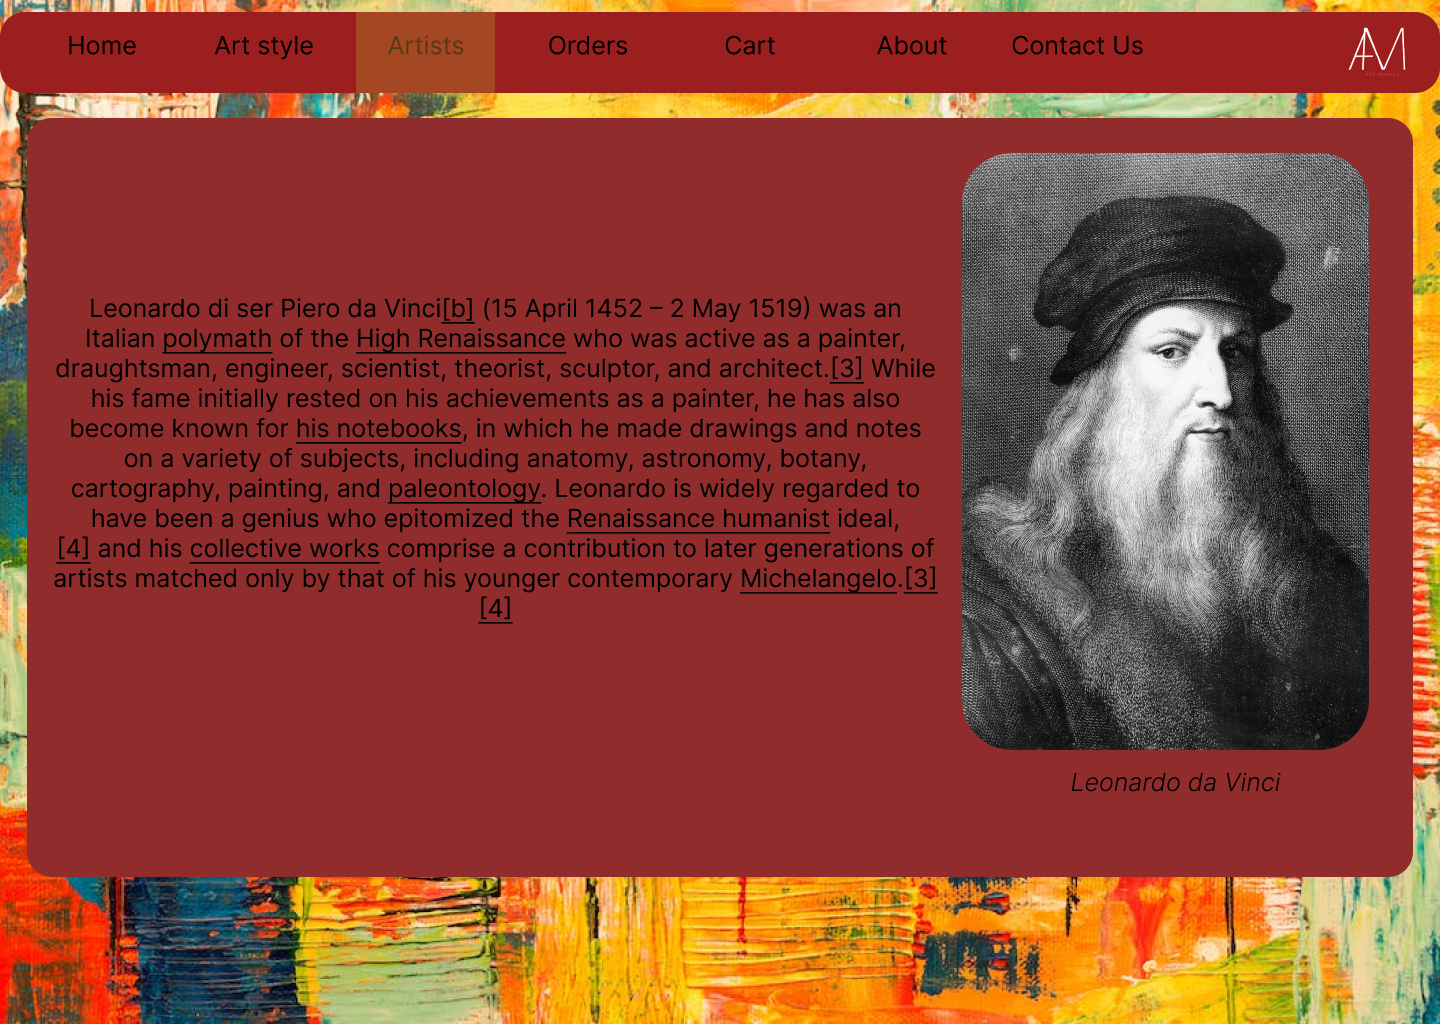 Home Art style Artists Orders Cart About Contact Us
AM
Leonardo di ser Piero da Vinci[b] (15 April 1452 – 2 May 1519) was an
Italian polymath of the High Renaissance who was active as a painter,
draughtsman, engineer, scientist, theorist, sculptor, and architect.[3] While
his fame initially rested on his achievements as a painter, he has also
become known for his notebooks, in which he made drawings and notes
on a variety of subjects, including anatomy, astronomy, botany,
cartography, painting, and paleontology. Leonardo is widely regarded to
have been a genius who epitomized the Renaissance humanist ideal,
[4] and his collective works comprise a contribution to later generations of
artists matched only by that of his younger contemporary Michelangelo.[3]
[4]
Leonardo da Vinci